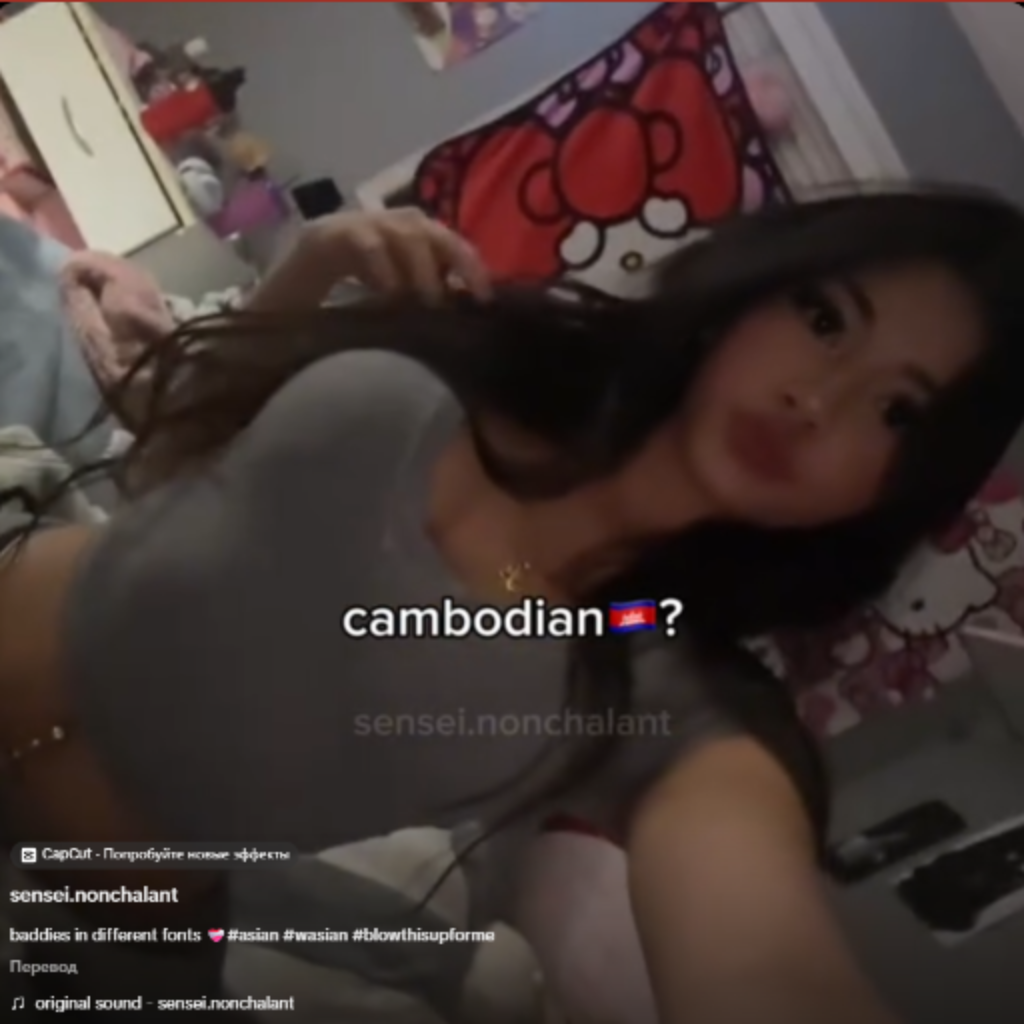 cambodian🇰🇭?
sensei.nonchalant
CapCut - Попробуйте новые эффекты
sensei.nonchalant
baddies in different fonts 💝#asian #wasian #blowthisupforme
Перевод
original sound - sensei.nonchalant